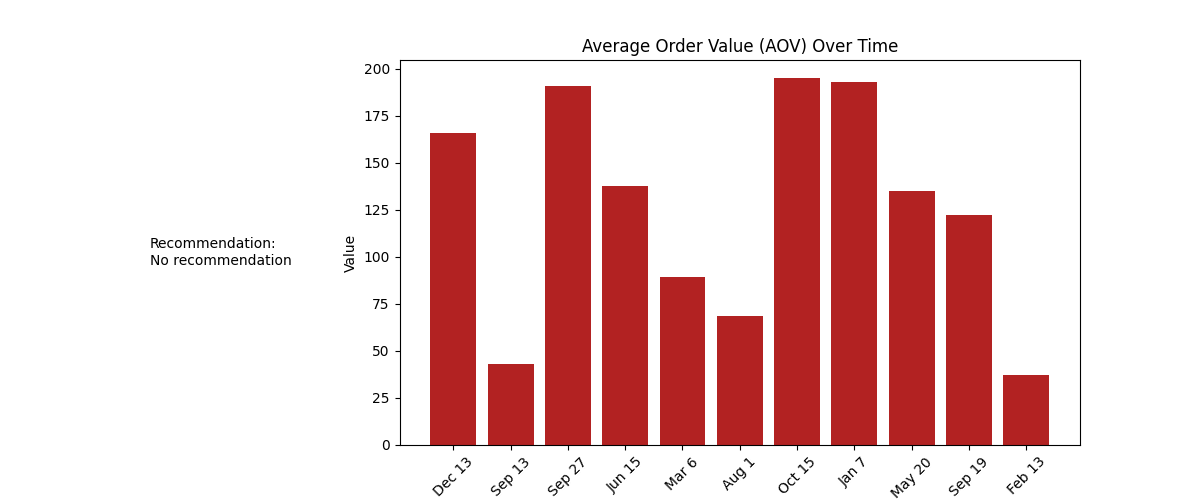 Average Order Value (AOV) Over Time
Recommendation:
No recommendation
Value
200
175
150
125
100
75
50
25
0
Dec 13
Sep 13
Sep 27
Jun 15
Mar 6
Aug 1
Oct 15
Jan 7
May 20
Sep 19
Feb 13